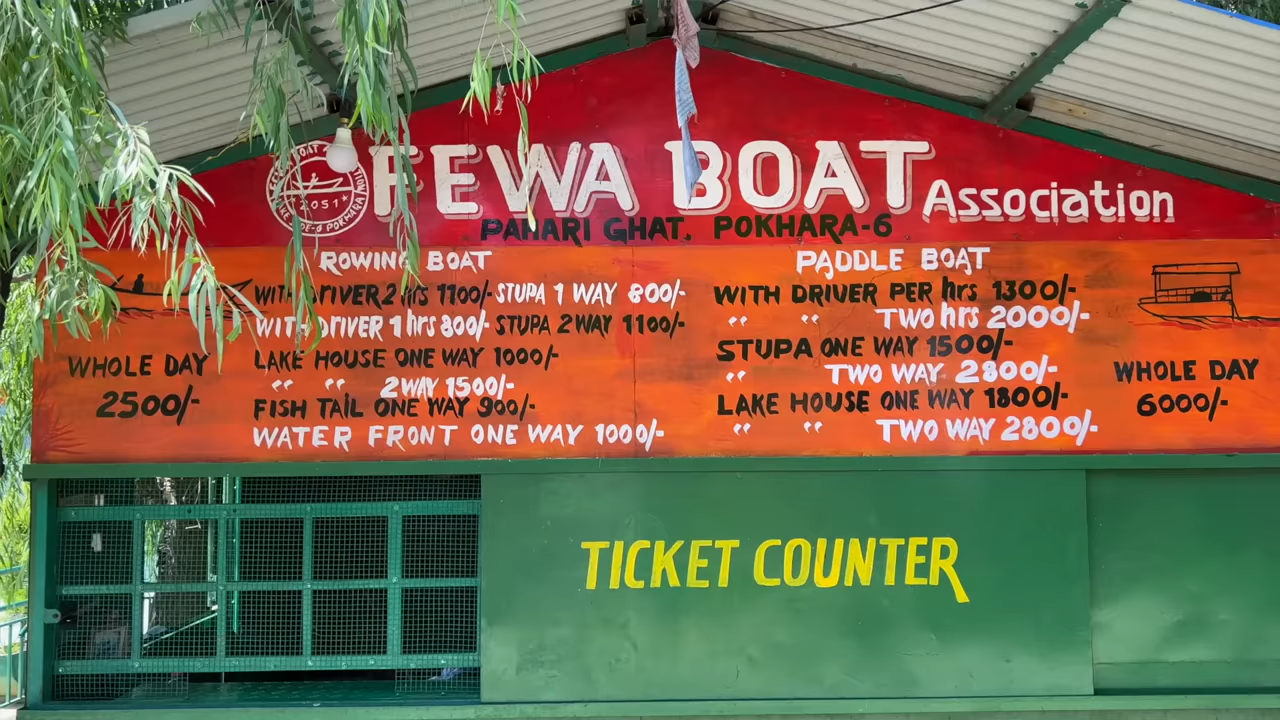 FEWA BOAT Association
PAHARI GHAT. POKHARA-6
2051
ROWING BOAT
WITH DRIVER 2 hrs 1100/- STUPA 1 WAY 800/-
WITH DRIVER 1 hrs 800/- STUPA 2 WAY 1100/-
LAKE HOUSE ONE WAY 1000/-
“ “ 2 WAY 1500/-
FISH TAIL ONE WAY 900/-
WATER FRONT ONE WAY 1000/-
WHOLE DAY
2500/-
PADDLE BOAT
WITH DRIVER PER hrs 1300/-
“ “ TWO hrs 2000/-
STUPA ONE WAY 1500/-
“ TWO WAY 2800/-
LAKE HOUSE ONE WAY 1800/-
“ “ TWO WAY 2800/-
WHOLE DAY
6000/-
TICKET COUNTER